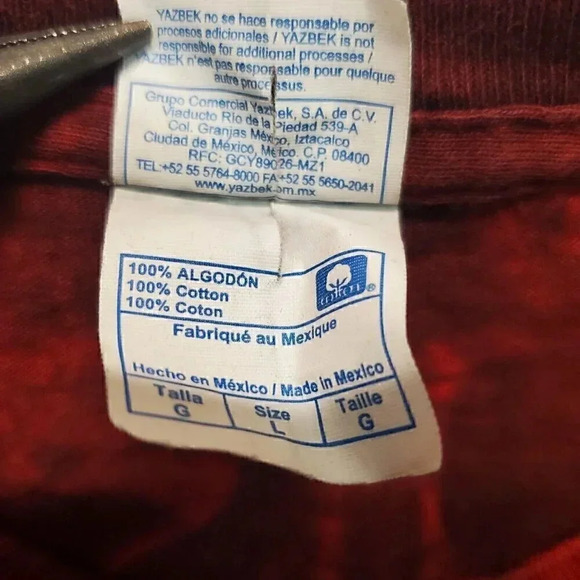 YAZBEK no se hace responsable por
procesos adicionales / YAZBEK is not
responsible for additional processes /
YAZBEK n'est pas responsable pour quelque
autre processus.
Grupo Comercial Yazbek, S.A. de C.V.
Viaducto Río de la Piedad 539-A
Col. Granjas México, Iztacalco
Ciudad de México, México. C.P. 08400
RFC: GCY89026-MZ1
TEL:+52 55 5764-8000 FA +52 55 5650-2041
www.yazbek.com.mx
100% ALGODÓN
100% Cotton
100% Coton
COTTON ®
Fabriqué au Mexique
Hecho en México / Made in Mexico
Talla Size Taille
G L G